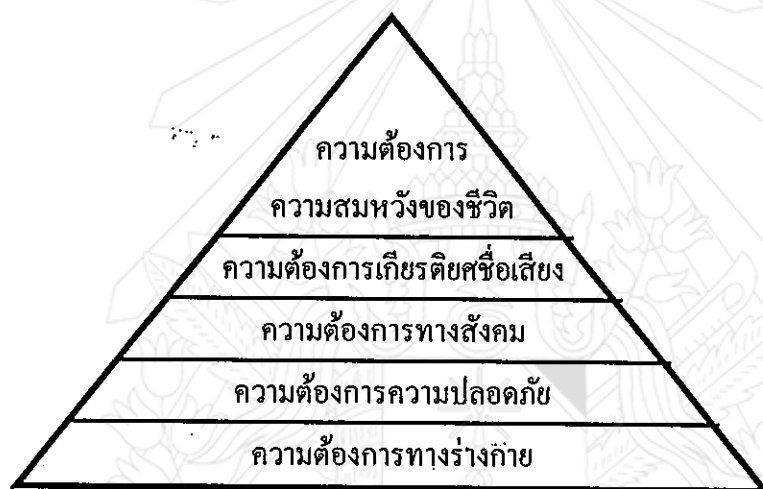 ความต้องการ
ความสมหวังของชีวิต
ความต้องการเกียรติยศชื่อเสียง
ความต้องการทางสังคม
ความต้องการความปลอดภัย
ความต้องการทางร่างกาย